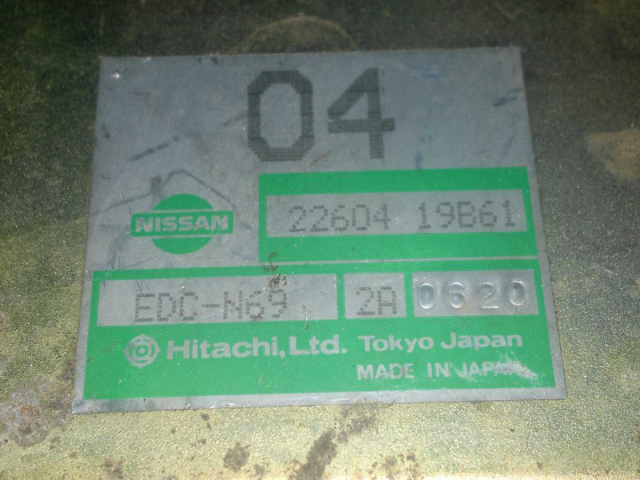 04
NISSAN
22604 19B61
EDC-N69 2A 0620
Hitachi, Ltd. Tokyo Japan
MADE IN JAPAN